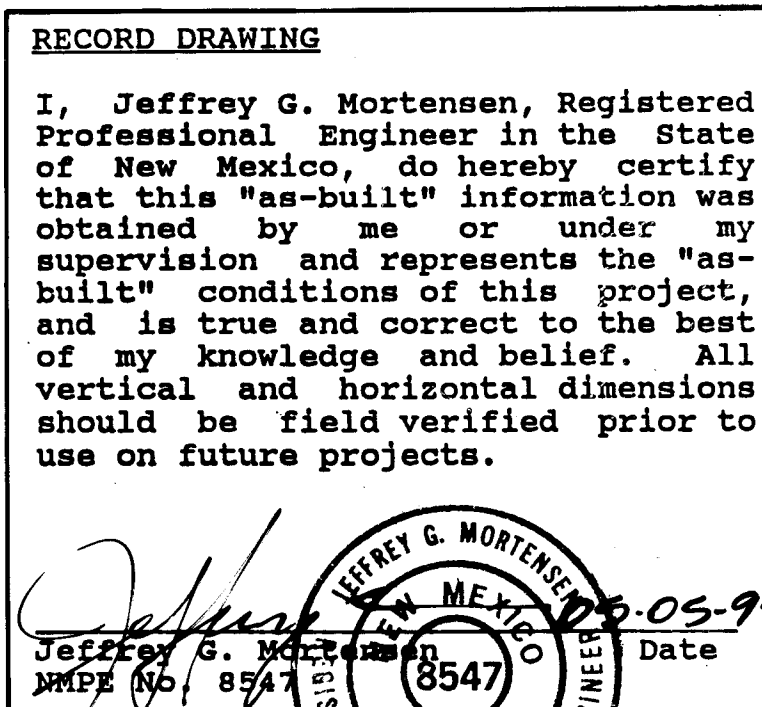 RECORD DRAWING
I, Jeffrey G. Mortensen, Registered
Professional Engineer in the State
of New Mexico, do hereby certify
that this "as-built" information was
obtained by me or under my
supervision and represents the "as-
built" conditions of this project,
and is true and correct to the best
of my knowledge and belief. All
vertical and horizontal dimensions
should be field verified prior to
use on future projects.
JEFFREY G. MORTENSEN
NEW MEXICO
8547
Jeffrey G. Mortensen
Date
NMPE No. 8547